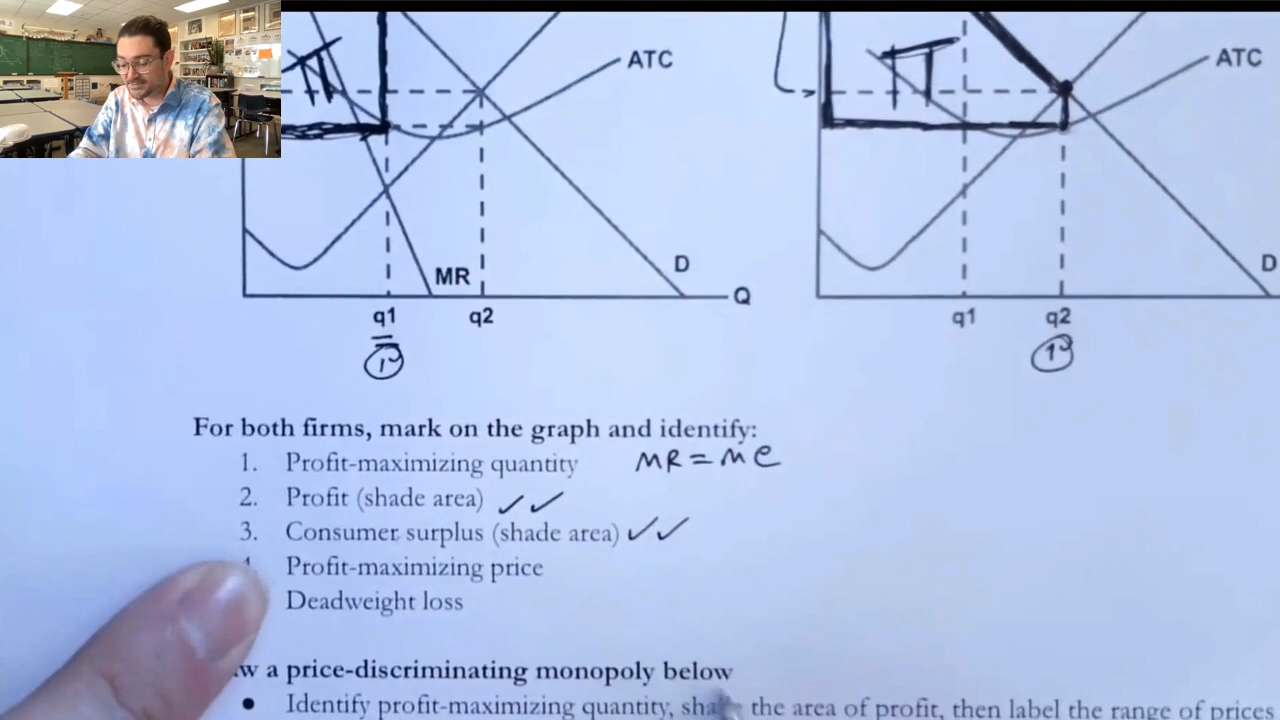 ATC
ATC
π
π
MR
D
D
Q
q1
q2
q1
q2
For both firms, mark on the graph and identify:
1. Profit-maximizing quantity MR = MC
2. Profit (shade area) ✓✓
3. Consumer surplus (shade area) ✓✓
Profit-maximizing price
Deadweight loss
a price-discriminating monopoly below
• Identify profit-maximizing quantity, the area of profit, then label the range of prices